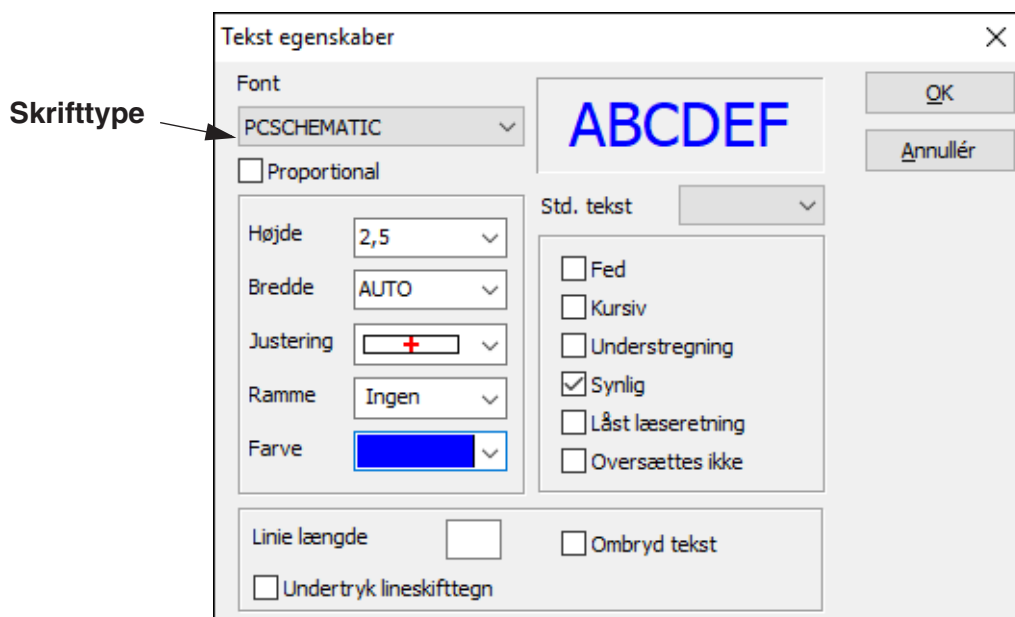 Tekst egenskaber
Font
Skrifttype
PCSCHEMATIC
Proportional
ABCDEF
OK
Annullér
Std. tekst
Højde
2,5
Bredde
AUTO
Justering
Ramme
Ingen
Farve
Fed
Kursiv
Understregning
Synlig
Låst læseretning
Oversættes ikke
Linie længde
Ombryd tekst
Undertryk lineskifttegn